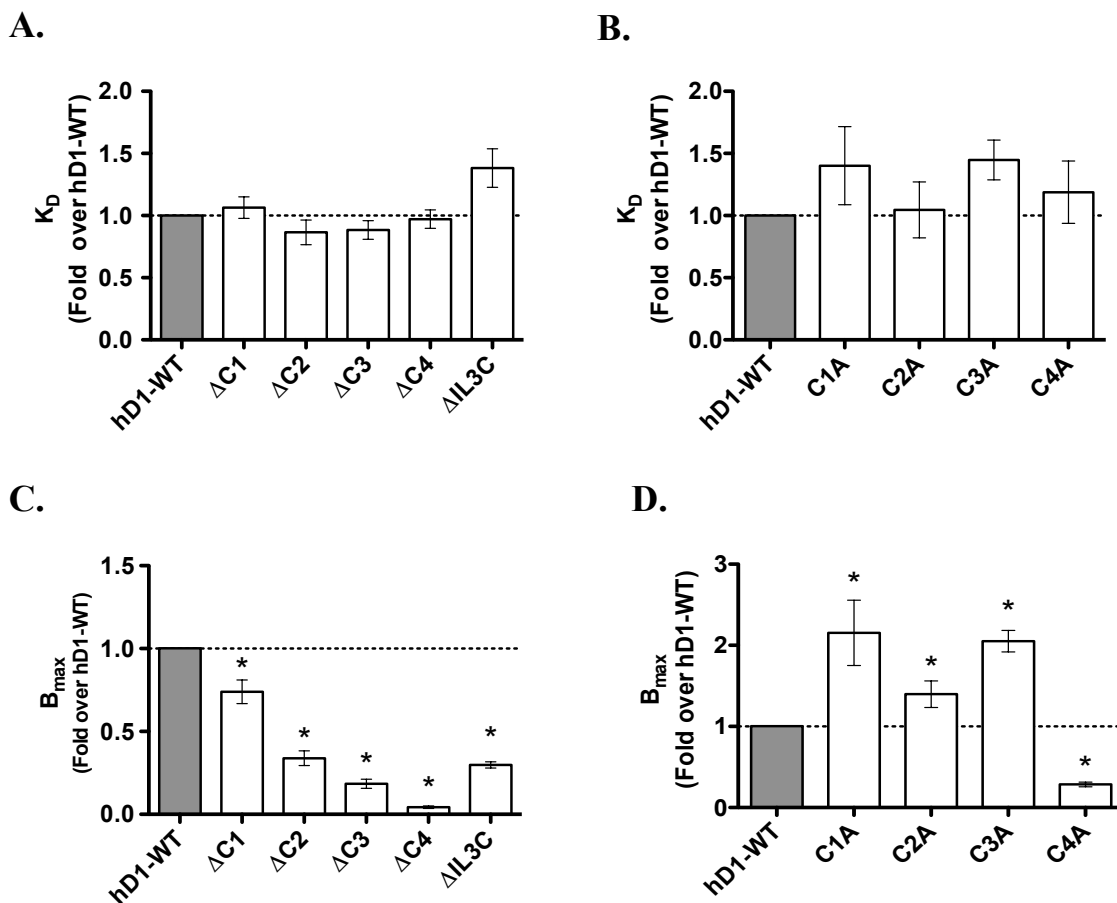 A.
K_D
(Fold over hD1-WT)
2.0
1.5
1.0
0.5
0.0
hD1-WT
ΔC1
ΔC2
ΔC3
ΔC4
ΔIL3C
B.
K_D
(Fold over hD1-WT)
2.0
1.5
1.0
0.5
0.0
hD1-WT
C1A
C2A
C3A
C4A
C.
B_max
(Fold over hD1-WT)
1.5
1.0
0.5
0.0
*
*
*
*
*
hD1-WT
ΔC1
ΔC2
ΔC3
ΔC4
ΔIL3C
D.
B_max
(Fold over hD1-WT)
3
2
1
0
*
*
*
*
hD1-WT
C1A
C2A
C3A
C4A